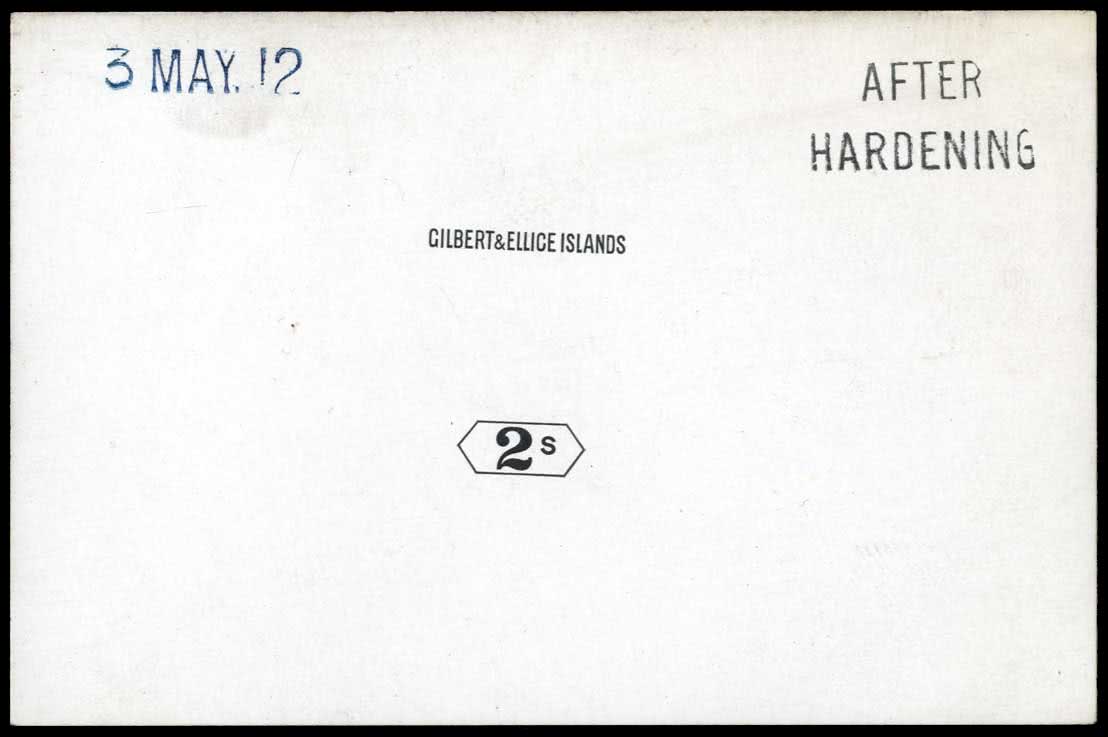 3 MAY. 12
AFTER
HARDENING
GILBERT&ELLICE ISLANDS
2s